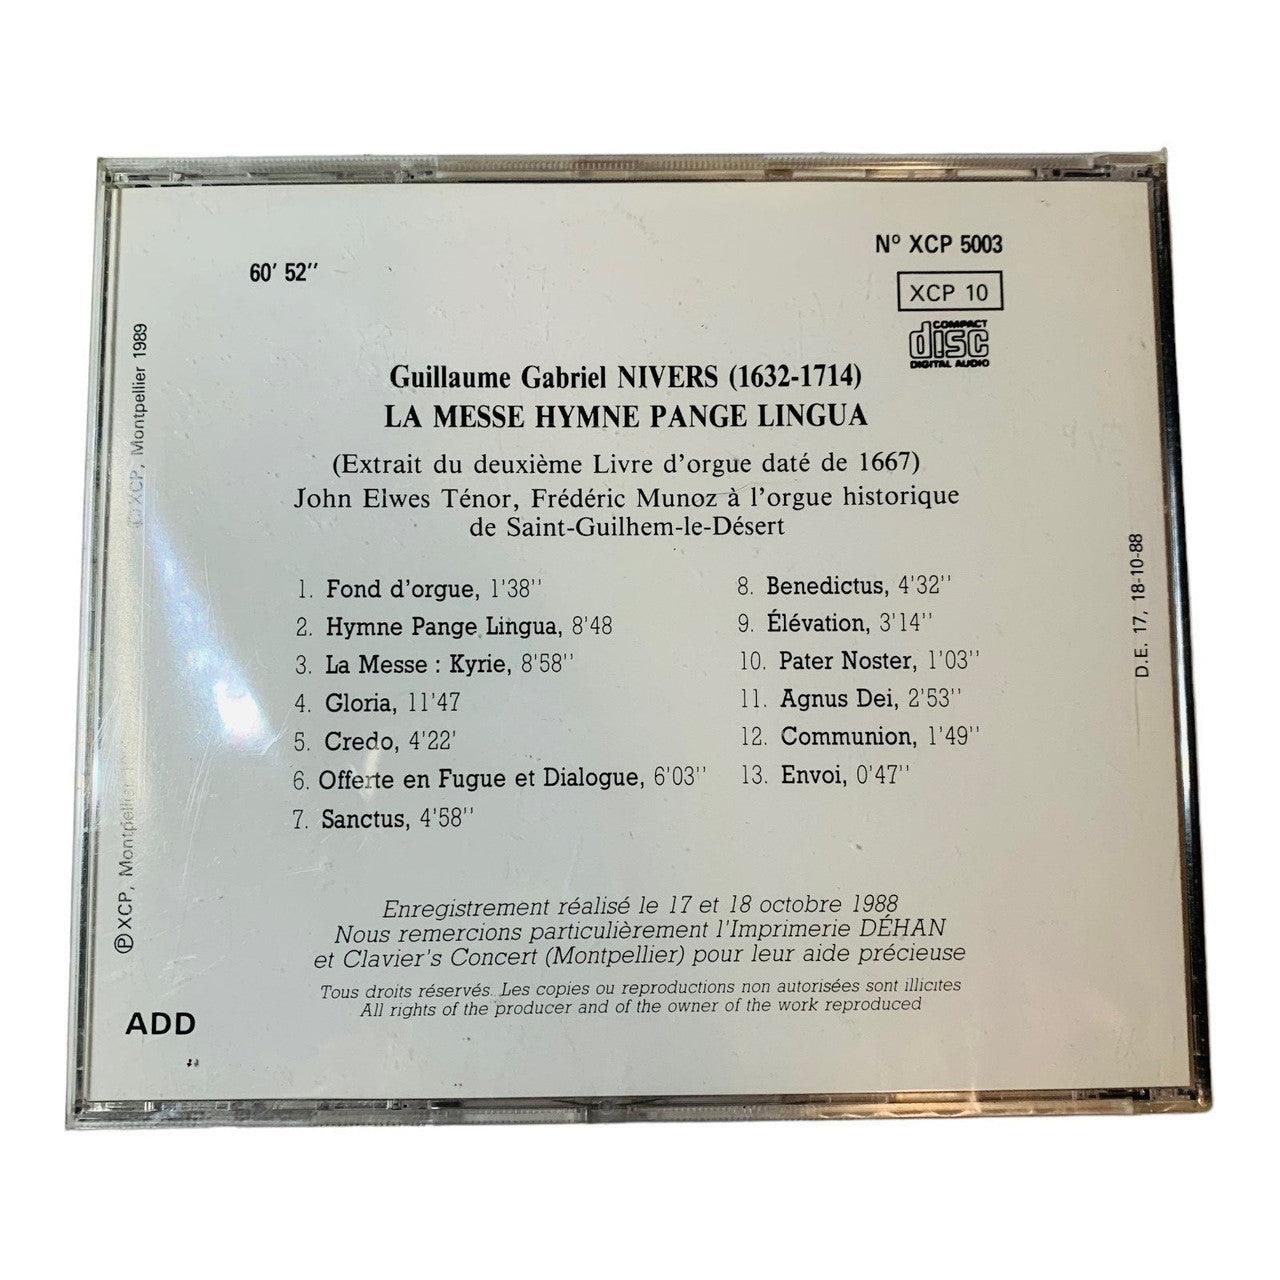 N° XCP 5003
60' 52''
XCP 10
COMPACT
disc
DIGITAL AUDIO
Guillaume Gabriel NIVERS (1632-1714)
LA MESSE HYMNE PANGE LINGUA
(Extrait du deuxième Livre d'orgue daté de 1667)
John Elwes Ténor, Frédéric Munoz à l'orgue historique
de Saint-Guilhem-le-Désert
1. Fond d'orgue, 1'38''
2. Hymne Pange Lingua, 8'48
3. La Messe : Kyrie, 8'58''
4. Gloria, 11'47
5. Credo, 4'22'
6. Offerte en Fugue et Dialogue, 6'03''
7. Sanctus, 4'58''
8. Benedictus, 4'32''
9. Élévation, 3'14''
10. Pater Noster, 1'03''
11. Agnus Dei, 2'53''
12. Communion, 1'49''
13. Envoi, 0'47''
Enregistrement réalisé le 17 et 18 octobre 1988
Nous remercions particulièrement l'Imprimerie DÉHAN
et Clavier's Concert (Montpellier) pour leur aide précieuse
Tous droits réservés. Les copies ou reproductions non autorisées sont illicites
All rights of the producer and of the owner of the work reproduced
ADD
Ⓟ XCP, Montpellier
© XCP, Montpellier 1989
D.E. 17, 18-10-88